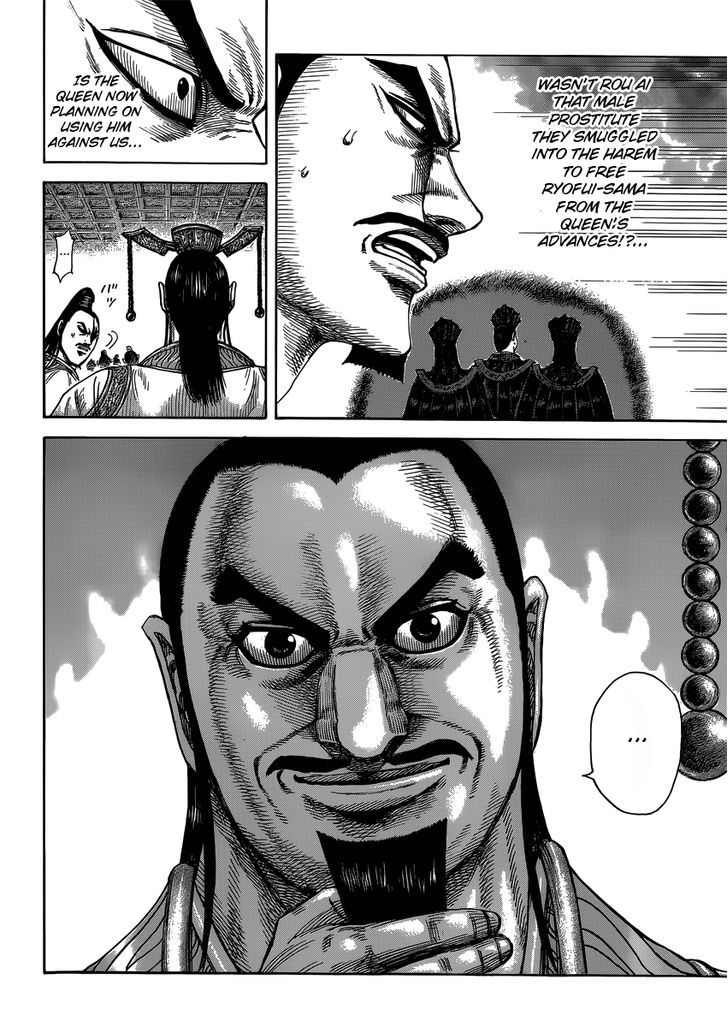 WASN'T ROU AI
THAT MALE
PROSTITUTE
THEY SMUGGLED
INTO THE HAREM
TO FREE
RYOFUI-SAMA
FROM THE
QUEEN'S
ADVANCES!?...
IS THE
QUEEN NOW
PLANNING ON
USING HIM
AGAINST US...
...
...